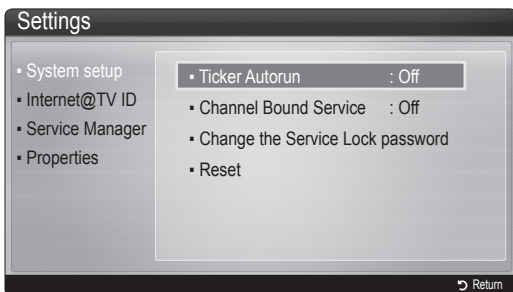 Settings
▪ System setup
▪ Internet@TV ID
▪ Service Manager
▪ Properties
▪ Ticker Autorun : Off
▪ Channel Bound Service : Off
▪ Change the Service Lock password
▪ Reset
Return